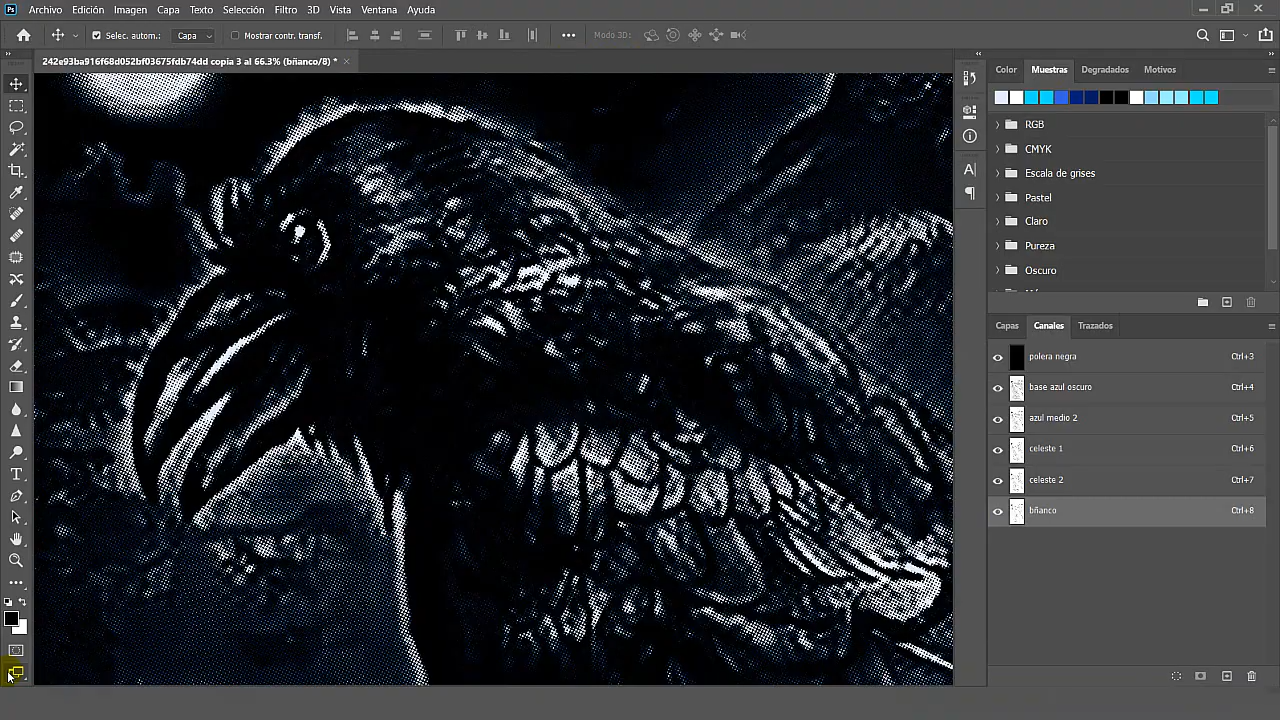 Ps Archivo Edición Imagen Capa Texto Selección Filtro 3D Vista Ventana Ayuda
Selec. autom.: Capa Mostrar contr. transf. Modo 3D:
242e93ba916f68d052bf03675fdb74dd copia 3 al 66.3% (bñanco/8) *
Color Muestras Degradados Motivos
RGB
CMYK
Escala de grises
Pastel
Claro
Pureza
Oscuro
Capas Canales Trazados
polera negra Ctrl+3
base azul oscuro Ctrl+4
azul medio 2 Ctrl+5
celeste 1 Ctrl+6
celeste 2 Ctrl+7
bñanco Ctrl+8